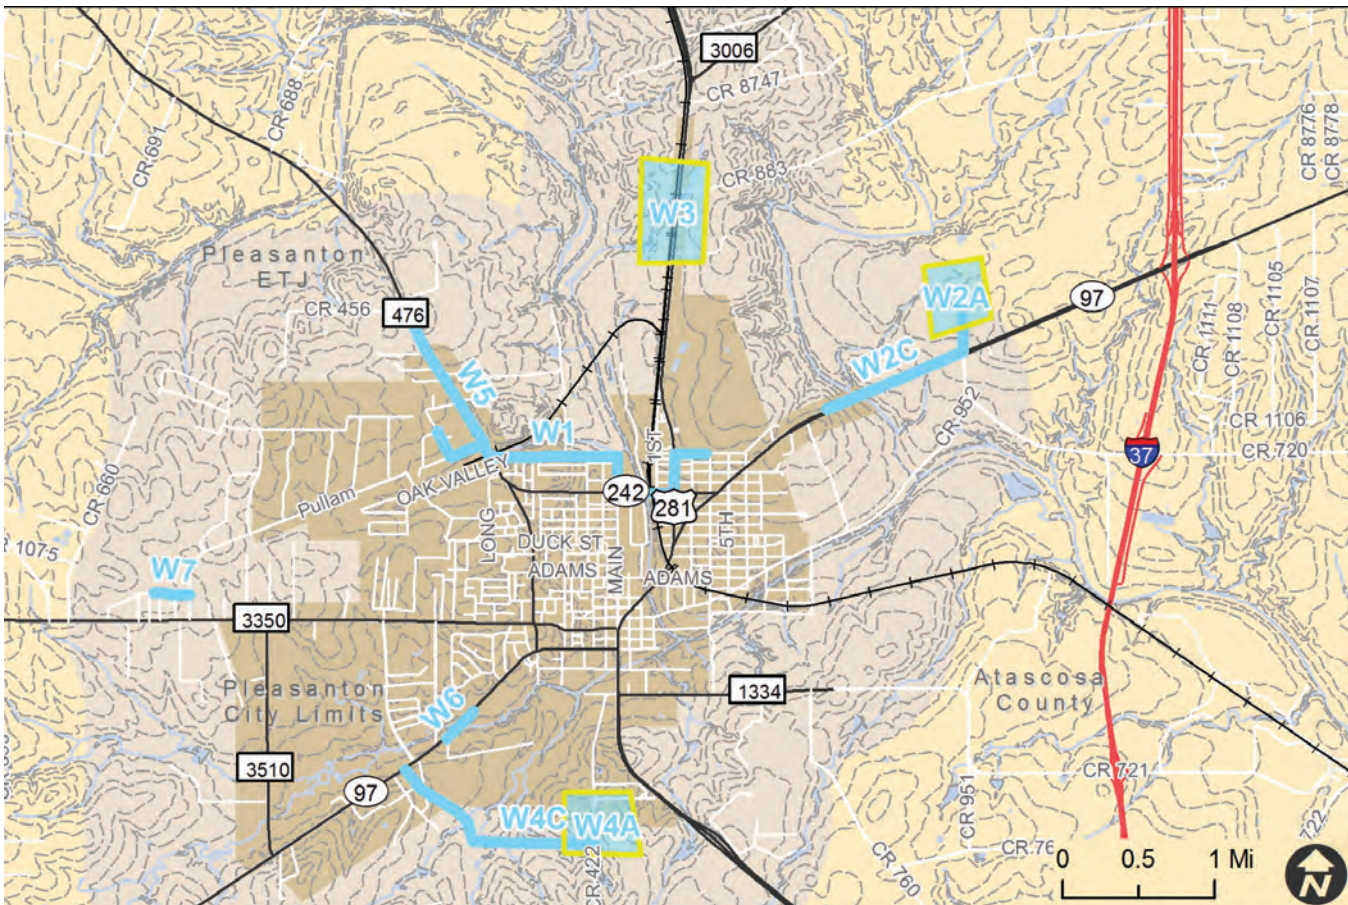 3006
CR 8747
CR 688
CR 691
CR 8776
CR 8778
CR 883
W3
Pleasanton
ETJ
W2A
97
CR 456
476
W2C
CR 1111
CR 1108
CR 1105
CR 1107
W5
CR 952
CR 1106
CR 720
W1
1ST
37
OAK VALLEY
Pullam
CR 660
242
281
LONG
DUCK ST
5TH
MAIN
ADAMS
ADAMS
R 1075
W7
3350
Pleasanton
City Limits
1334
Atascosa
County
W6
3510
97
CR 721
CR 951
W4C
W4A
CR 422
CR 76
CR 760
722
0 0.5 1 Mi
N